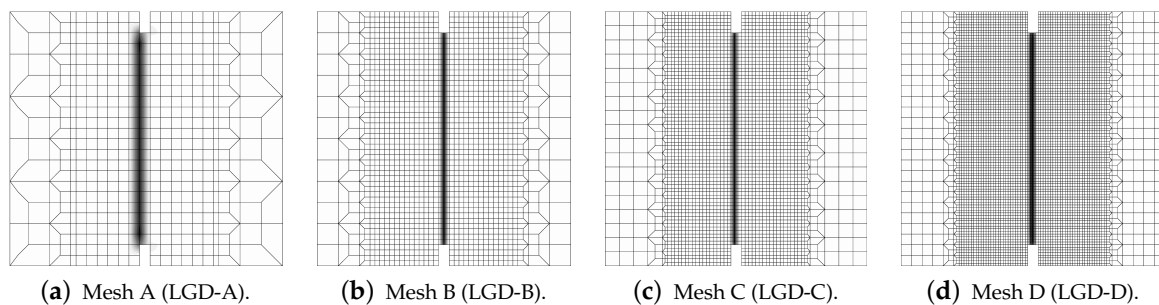 (a) Mesh A (LGD-A).
(b) Mesh B (LGD-B).
(c) Mesh C (LGD-C).
(d) Mesh D (LGD-D).